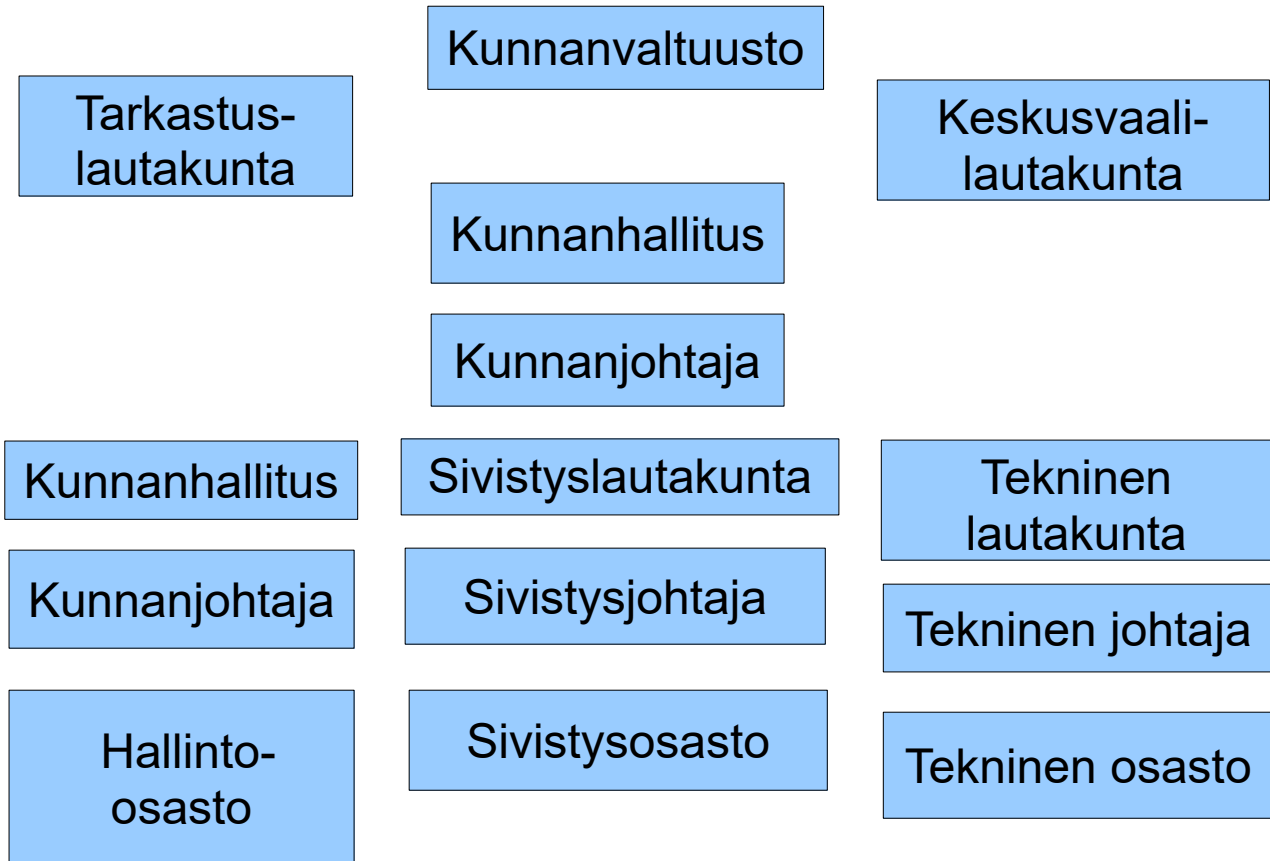 Kunnanvaltuusto
Tarkastus-
lautakunta
Keskusvaali-
lautakunta
Kunnanhallitus
Kunnanjohtaja
Kunnanhallitus
Sivistyslautakunta
Tekninen
lautakunta
Kunnanjohtaja
Sivistysjohtaja
Tekninen johtaja
Hallinto-
osasto
Sivistysosasto
Tekninen osasto